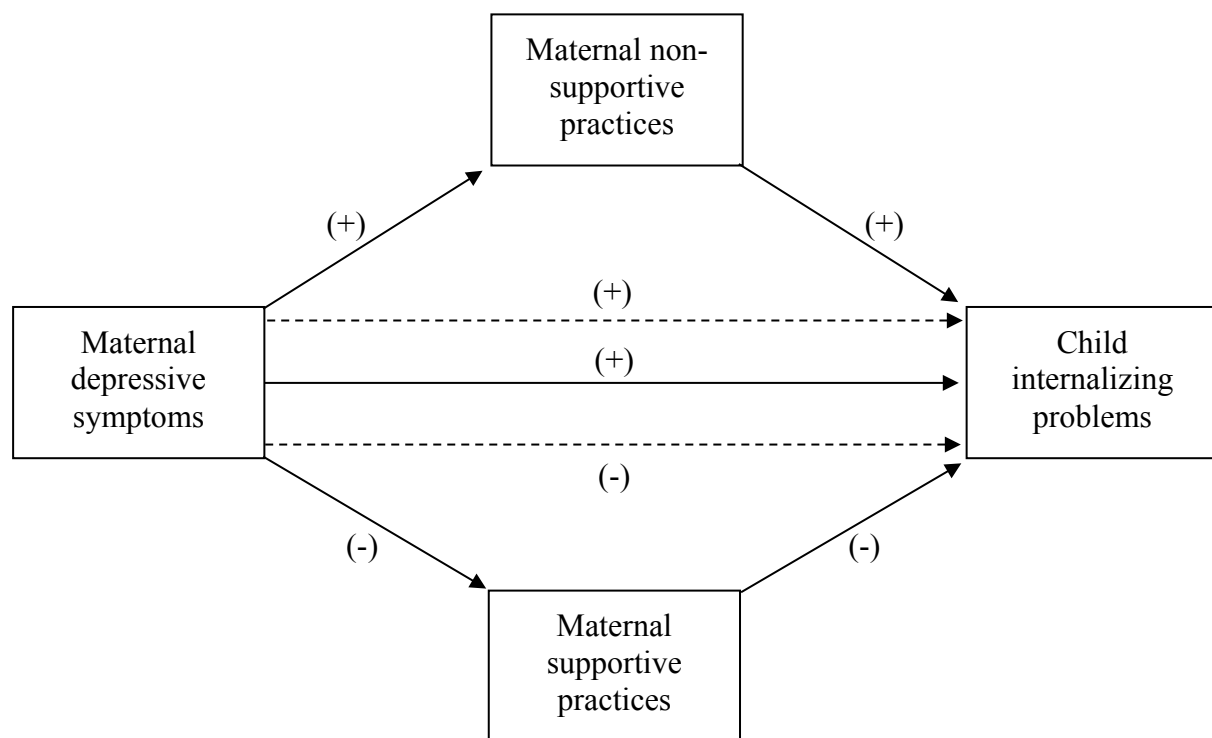 Maternal non-
supportive
practices
(+)
(+)
(+)
Maternal
depressive
symptoms
(+)
Child
internalizing
problems
(-)
(-)
(-)
Maternal
supportive
practices